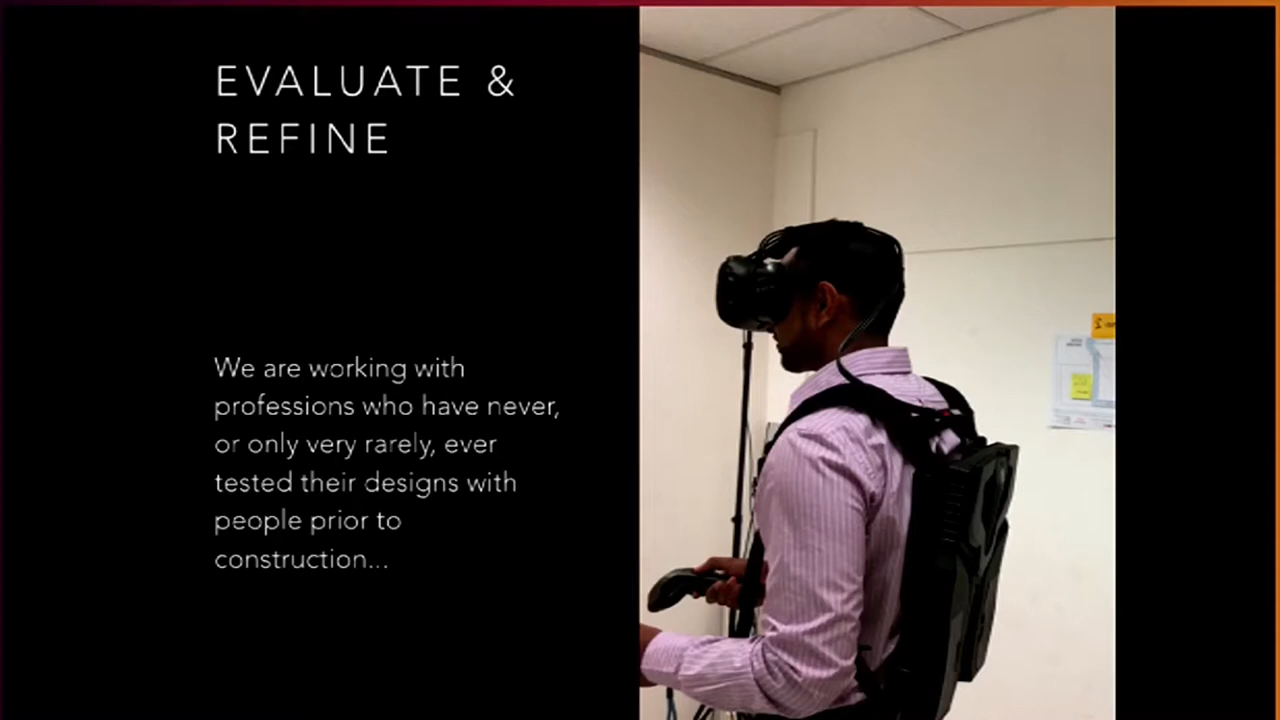 EVALUATE &
REFINE
We are working with
professions who have never,
or only very rarely, ever
tested their designs with
people prior to
construction...